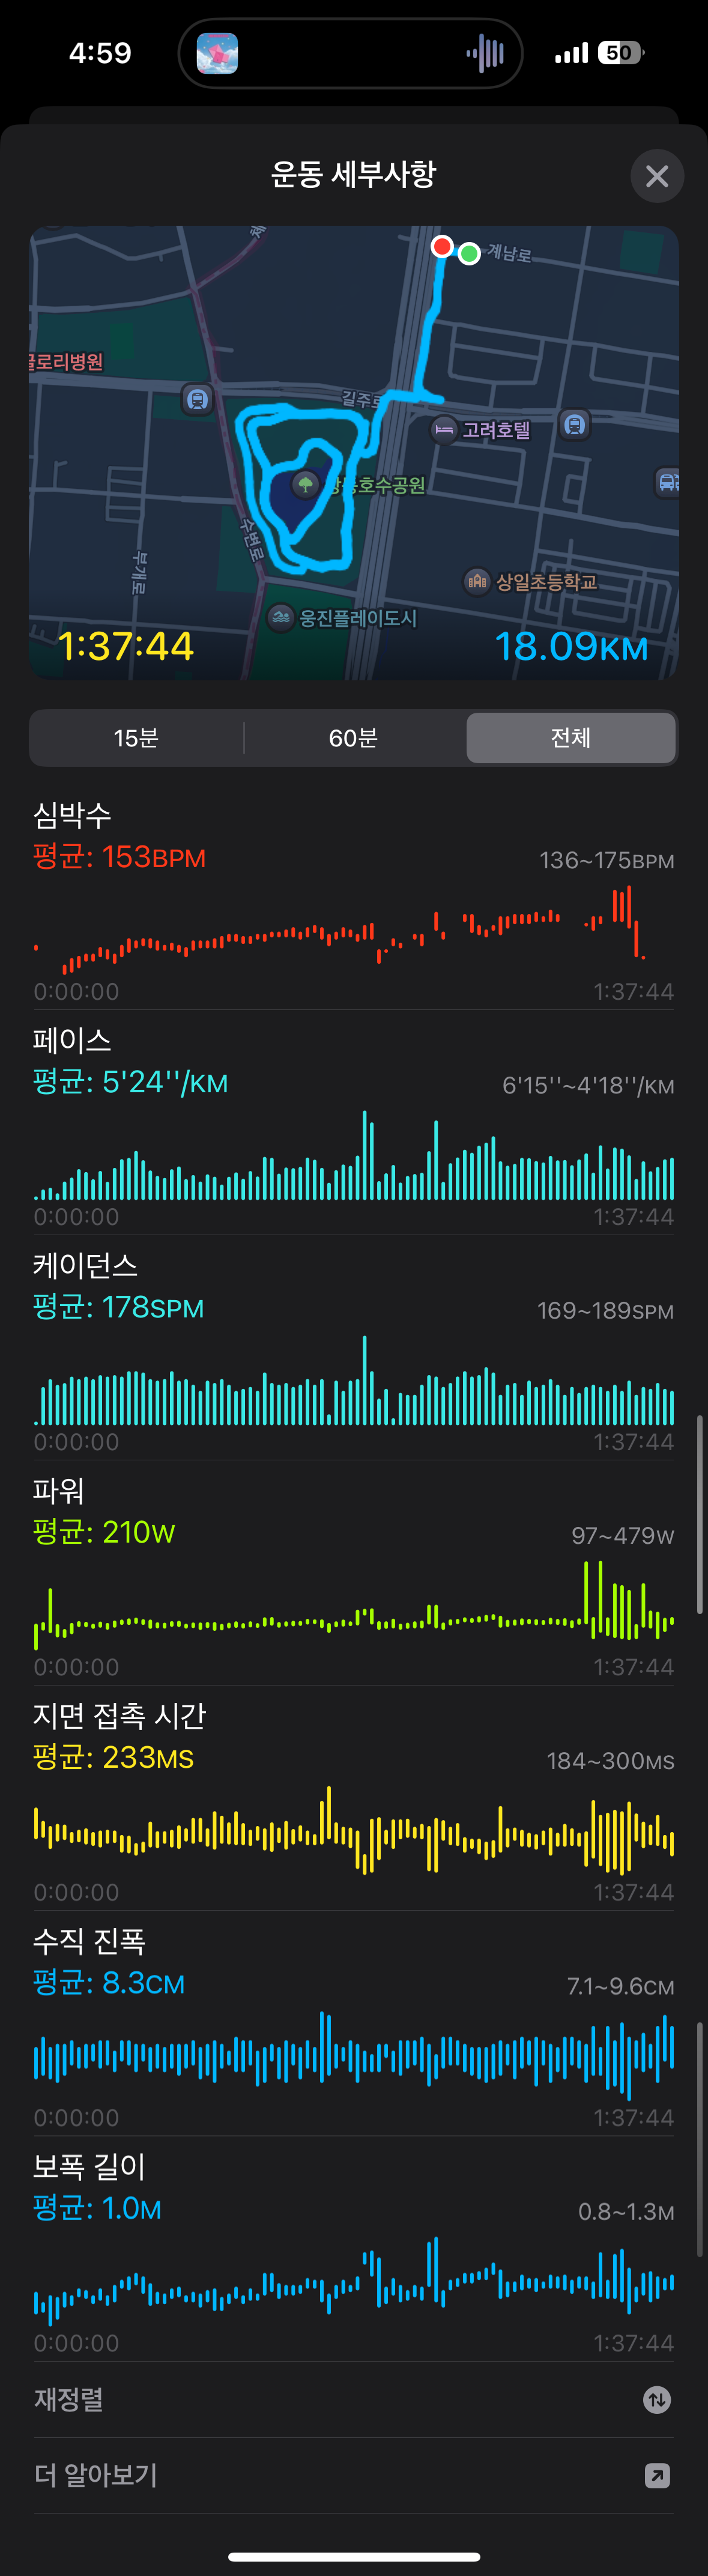 4:59
50
운동 세부사항
계남로
글로리병원
길주로
고려호텔
상동호수공원
수변로
부개로
상일초등학교
웅진플레이도시
1:37:44
18.09KM
15분
60분
전체
심박수
평균: 153BPM
136~175BPM
0:00:00
1:37:44
페이스
평균: 5'24''/KM
6'15''~4'18''/KM
0:00:00
1:37:44
케이던스
평균: 178SPM
169~189SPM
0:00:00
1:37:44
파워
평균: 210W
97~479W
0:00:00
1:37:44
지면 접촉 시간
평균: 233MS
184~300MS
0:00:00
1:37:44
수직 진폭
평균: 8.3CM
7.1~9.6CM
0:00:00
1:37:44
보폭 길이
평균: 1.0M
0.8~1.3M
0:00:00
1:37:44
재정렬
더 알아보기